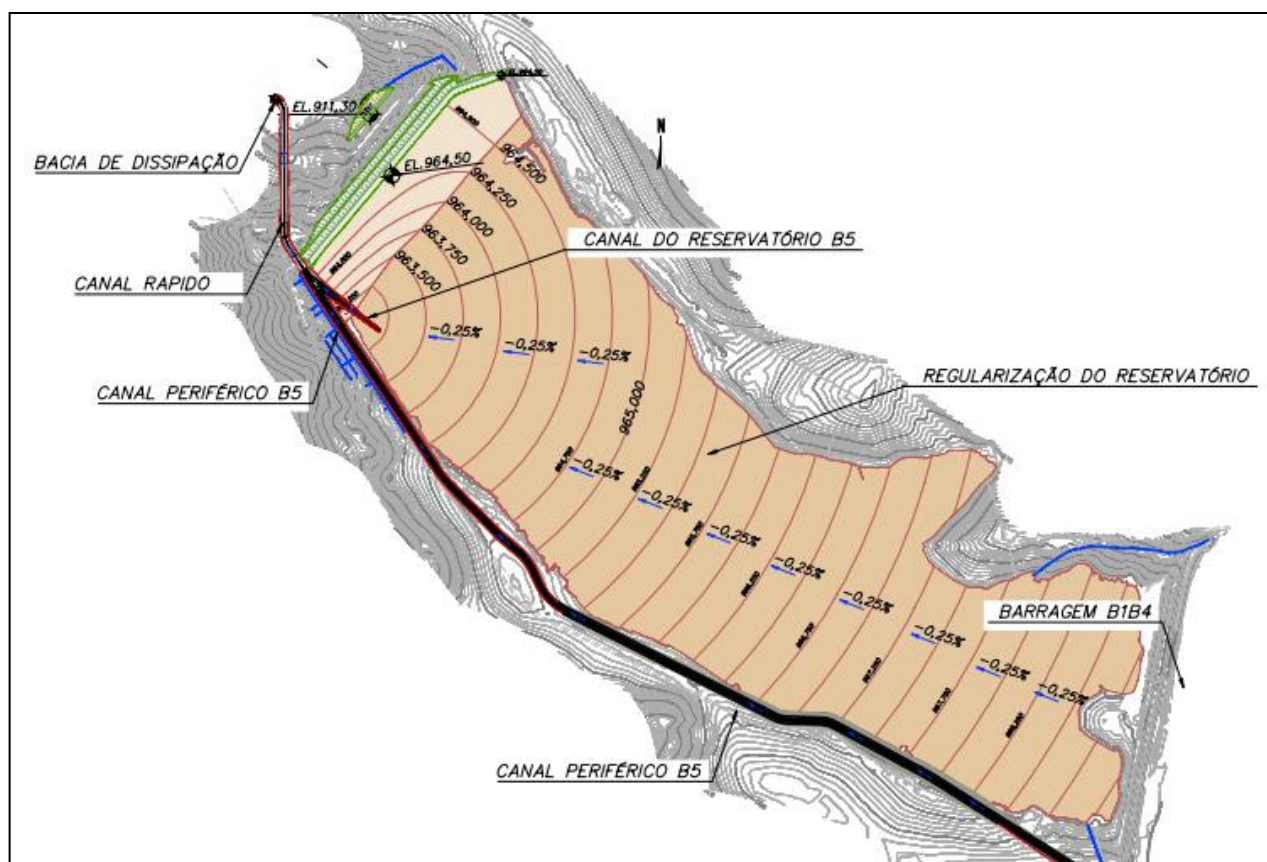 EL.911,30
N
BACIA DE DISSIPAÇÃO
EL.964,50
964,500
964,250
964,000
963,750
963,500
CANAL DO RESERVATÓRIO B5
CANAL RAPIDO
-0,25%
-0,25%
-0,25%
CANAL PERIFÉRICO B5
REGULARIZAÇÃO DO RESERVATÓRIO
965,000
-0,25%
-0,25%
-0,25%
-0,25%
-0,25%
-0,25%
-0,25%
-0,25%
BARRAGEM B1B4
CANAL PERIFÉRICO B5